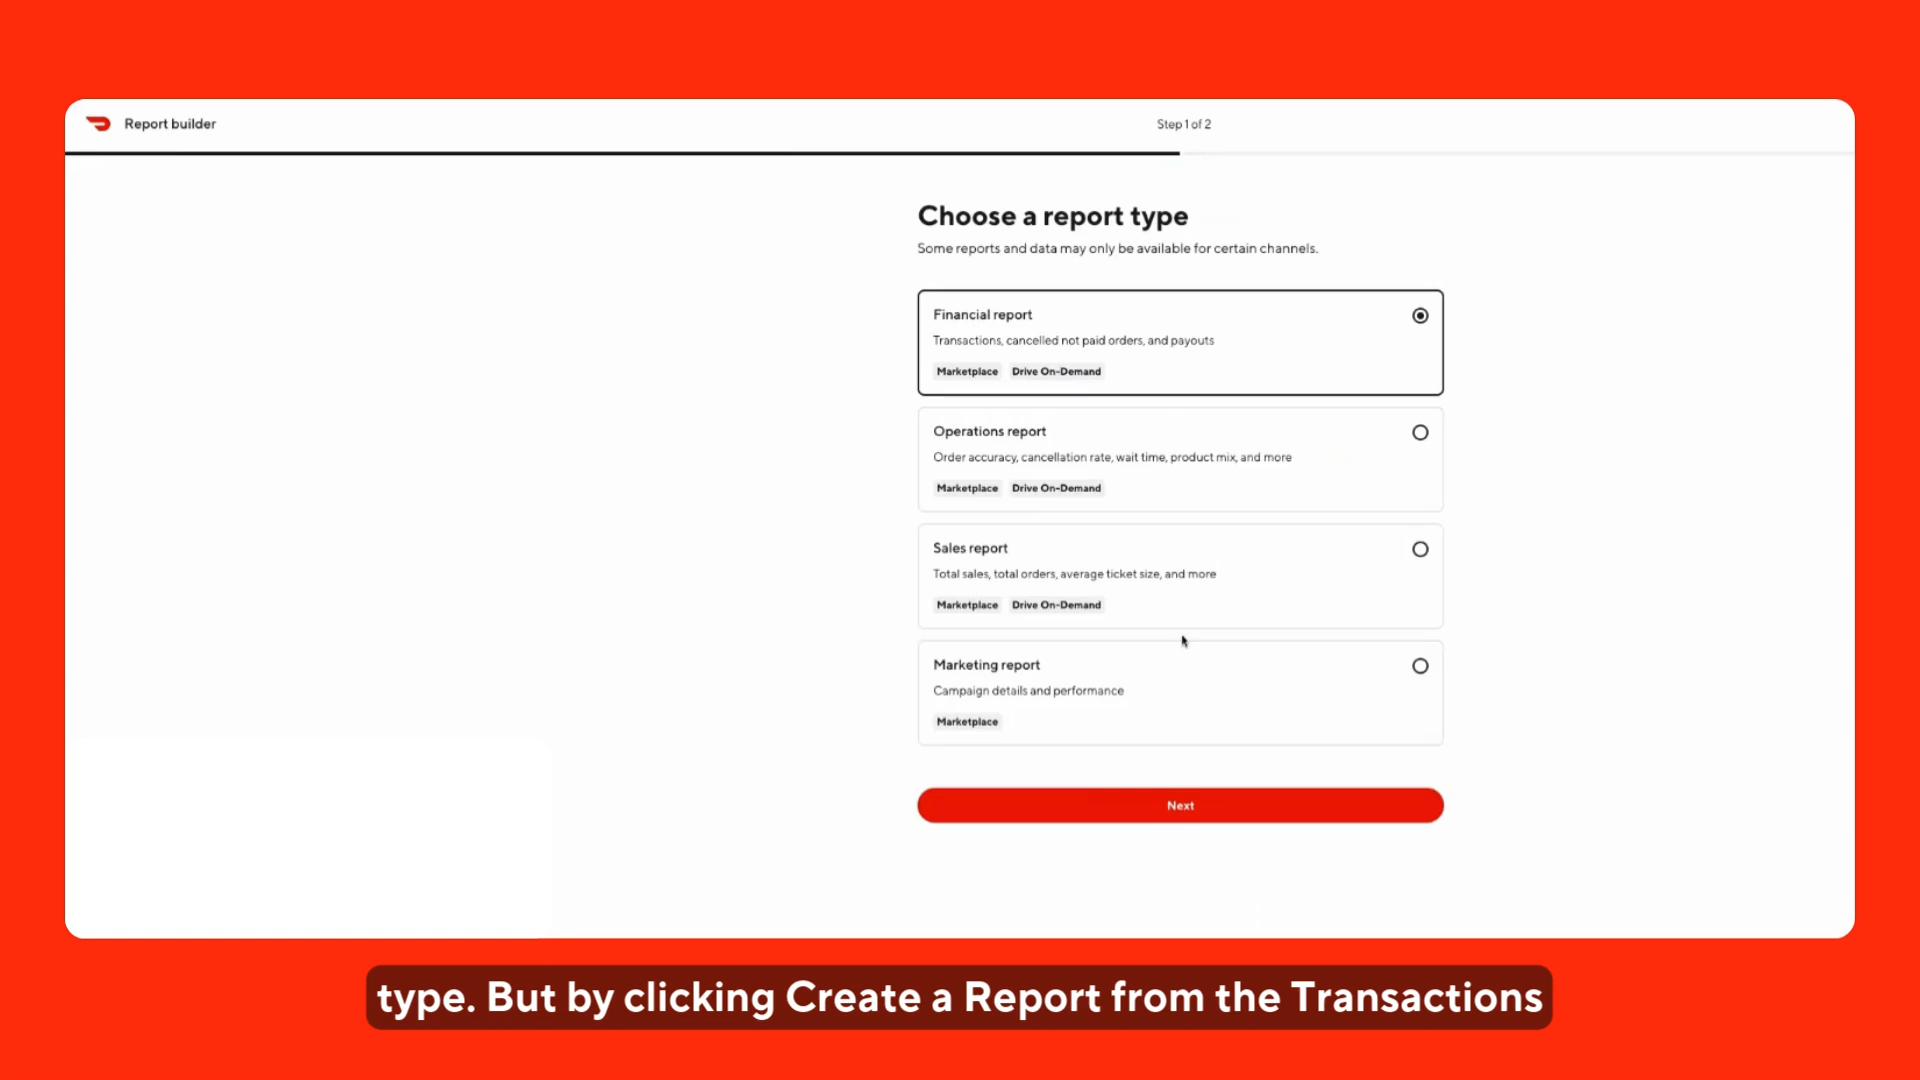 Report builder
Step 1 of 2
Choose a report type
Some reports and data may only be available for certain channels.
Financial report
Transactions, cancelled not paid orders, and payouts
Marketplace Drive On-Demand
Operations report
Order accuracy, cancellation rate, wait time, product mix, and more
Marketplace Drive On-Demand
Sales report
Total sales, total orders, average ticket size, and more
Marketplace Drive On-Demand
Marketing report
Campaign details and performance
Marketplace
Next
type. But by clicking Create a Report from the Transactions